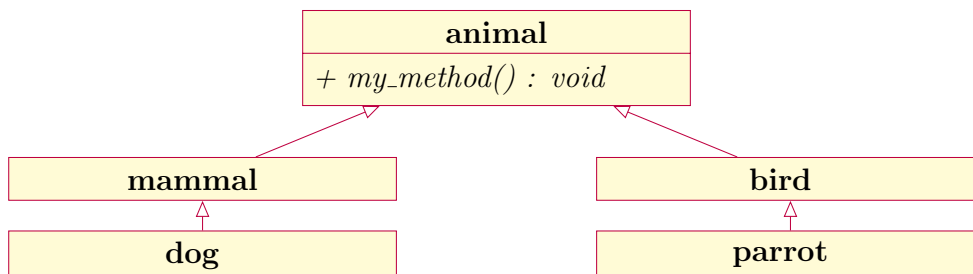 animal
+ my_method() : void
mammal
bird
dog
parrot